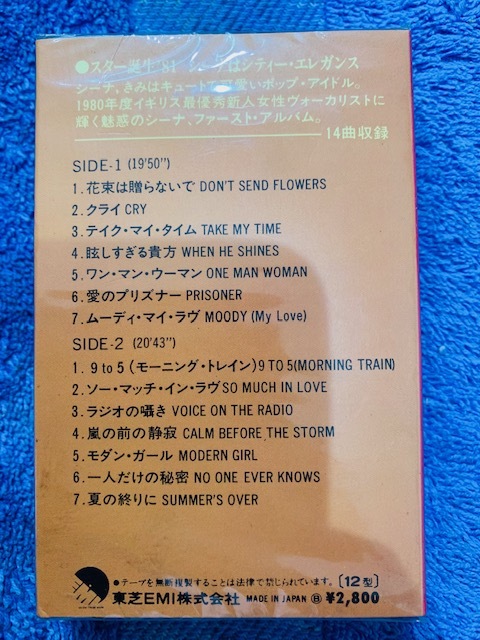 ●スター誕生'81 はシティー・エレガンス
シーナ、きみはキュートで可愛いポップ・アイドル。
1980年度イギリス最優秀新人女性ヴォーカリストに
輝く魅惑のシーナ、ファースト・アルバム。
14曲収録
SIDE-1 (19'50")
1. 花束は贈らないで DON'T SEND FLOWERS
2. クライ CRY
3. テイク・マイ・タイム TAKE MY TIME
4. 眩しすぎる貴方 WHEN HE SHINES
5. ワン・マン・ウーマン ONE MAN WOMAN
6. 愛のプリズナー PRISONER
7. ムーディ・マイ・ラヴ MOODY (My Love)
SIDE-2 (20'43")
1. 9 to 5 (モーニング・トレイン) 9 TO 5(MORNING TRAIN)
2. ソー・マッチ・イン・ラヴ SO MUCH IN LOVE
3. ラジオの囁き VOICE ON THE RADIO
4. 嵐の前の静寂 CALM BEFORE THE STORM
5. モダン・ガール MODERN GIRL
6. 一人だけの秘密 NO ONE EVER KNOWS
7. 夏の終りに SUMMER'S OVER
●テープを無断複製することは法律で禁じられています。 〔12型〕
東芝EMI株式会社 MADE IN JAPAN Ⓑ ¥2,800